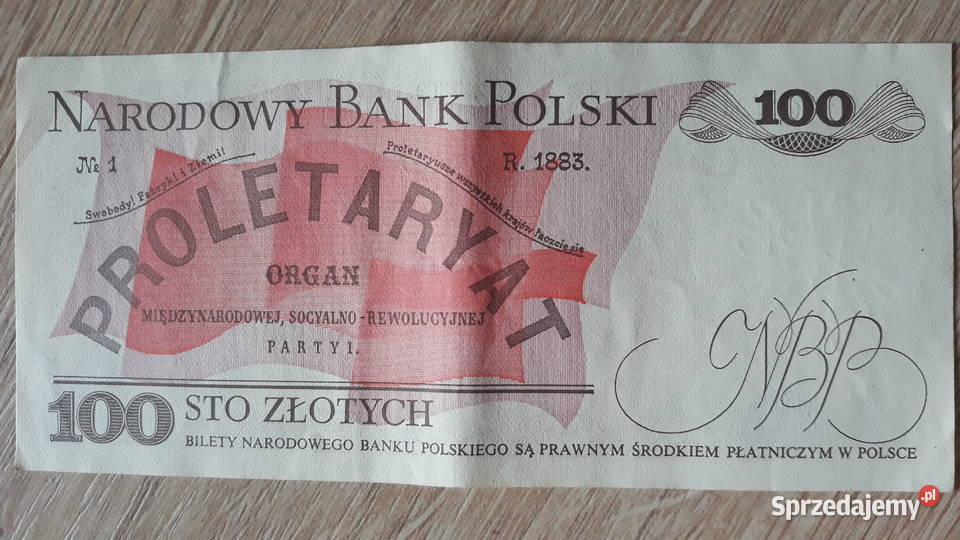 NARODOWY BANK POLSKI
100
№ 1
R. 1883.
Swobody! Fabryki i Ziemi!
Proletaryusze wszystkich krajów łączcie się
PROLETARYAT
ORGAN
MIĘDZYNARODOWEJ, SOCYALNO-REWOLUCYJNEJ
PARTYI.
NBP
100 STO ZŁOTYCH
BILETY NARODOWEGO BANKU POLSKIEGO SĄ PRAWNYM ŚRODKIEM PŁATNICZYM W POLSCE
Sprzedajemy.pl